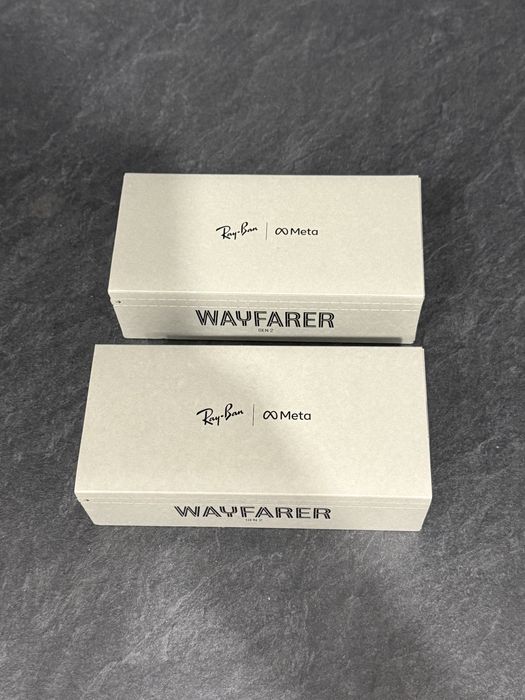 Ray-Ban | Meta
WAYFARER
GEN 2
Ray-Ban | Meta
WAYFARER
GEN 2